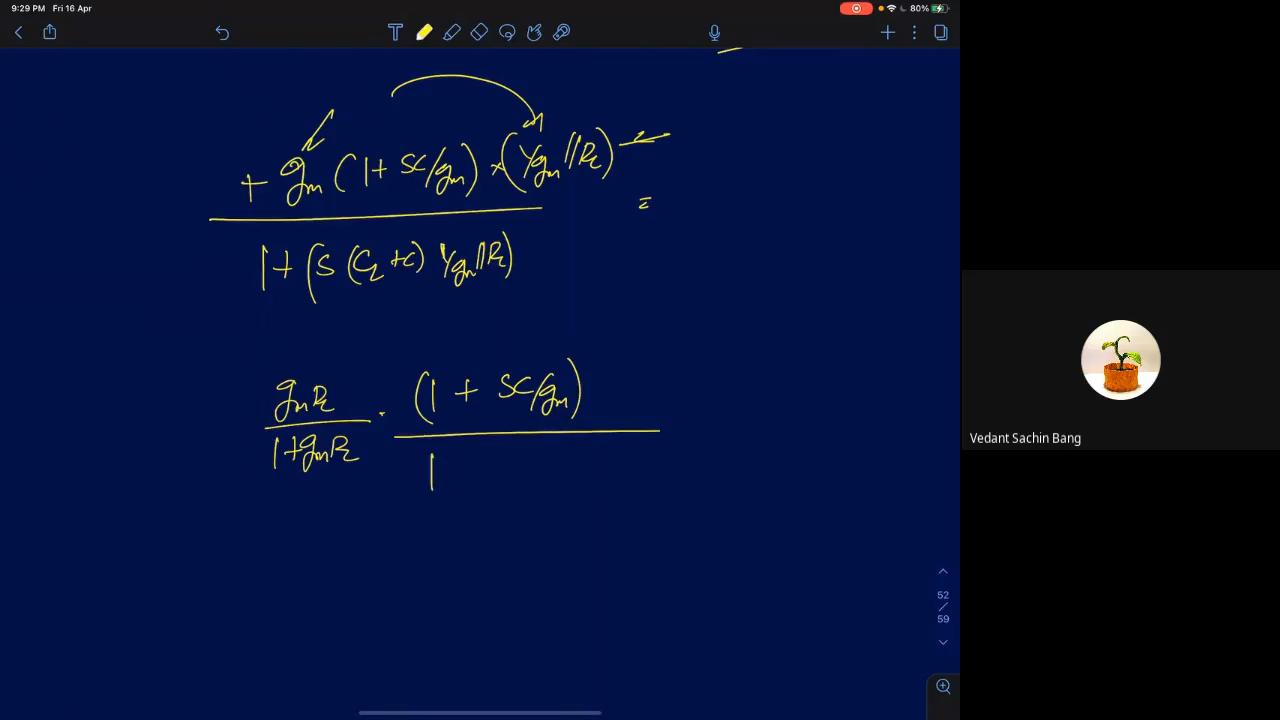 9:29 PM Fri 16 Apr
80%
+ gm (1 + SC/gm) × (1/gm || RL)
=
1 + (S (CL + C) 1/gm || RL)
gmRL
1 + gmRL
· (1 + SC/gm)
1
Vedant Sachin Bang
52
/
59